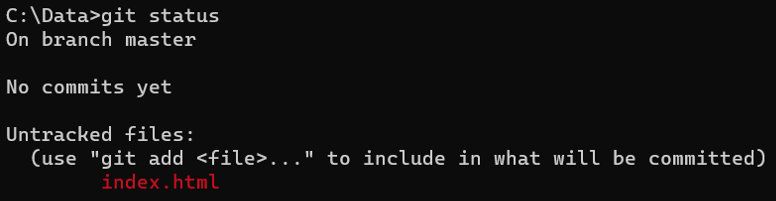 C:\Data>git status
On branch master
No commits yet
Untracked files:
(use "git add <file>..." to include in what will be committed)
index.html